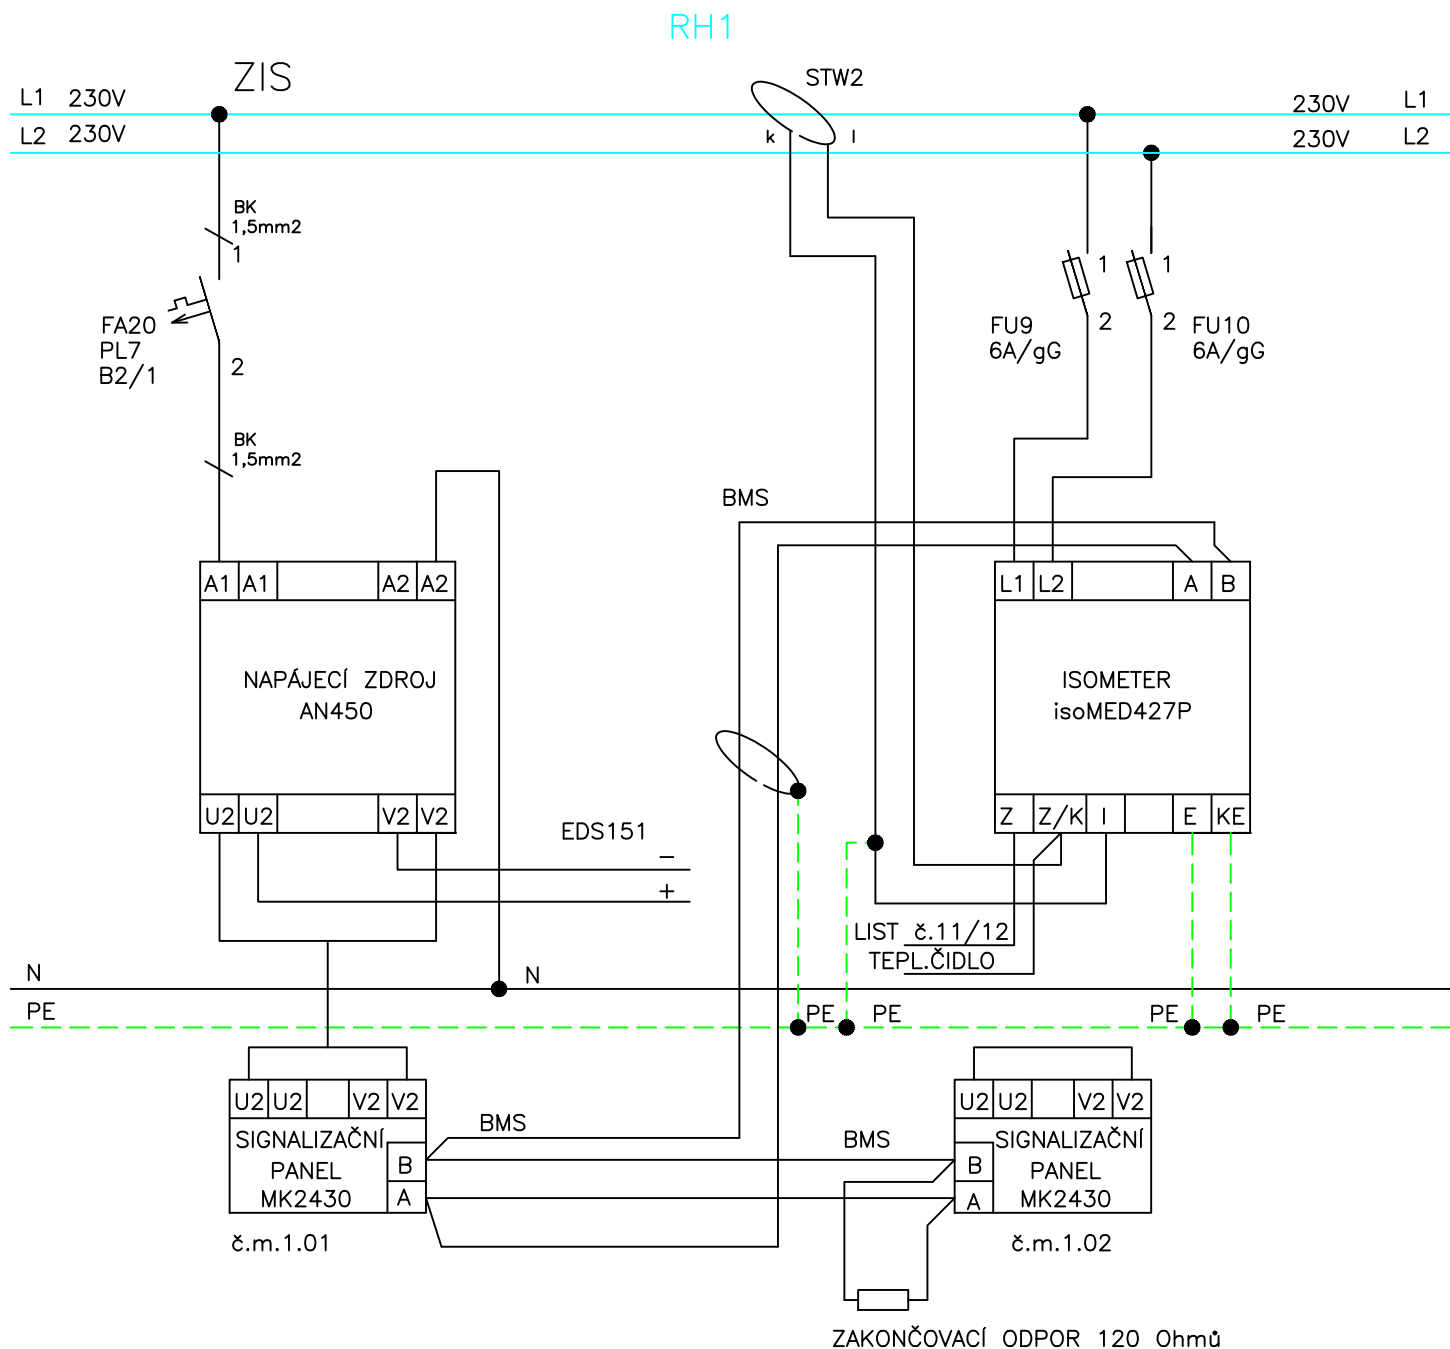 RH1
ZIS
STW2
L1 230V
230V L1
L2 230V
k l
230V L2
BK
1,5mm2
1
1 1
FA20
PL7
B2/1
2
FU9
6A/gG
2 2
FU10
6A/gG
BK
1,5mm2
BMS
A1 A1 A2 A2
L1 L2 A B
NAPÁJECÍ ZDROJ
AN450
ISOMETER
isoMED427P
U2 U2 V2 V2
Z Z/K I E KE
EDS151
−
+
LIST č.11/12
TEPL.ČIDLO
N N
PE PE PE PE PE
U2 U2 V2 V2
U2 U2 V2 V2
BMS BMS
SIGNALIZAČNÍ
PANEL
MK2430
B
A
SIGNALIZAČNÍ
PANEL
MK2430
B
A
č.m.1.01
č.m.1.02
ZAKONČOVACÍ ODPOR 120 Ohmů